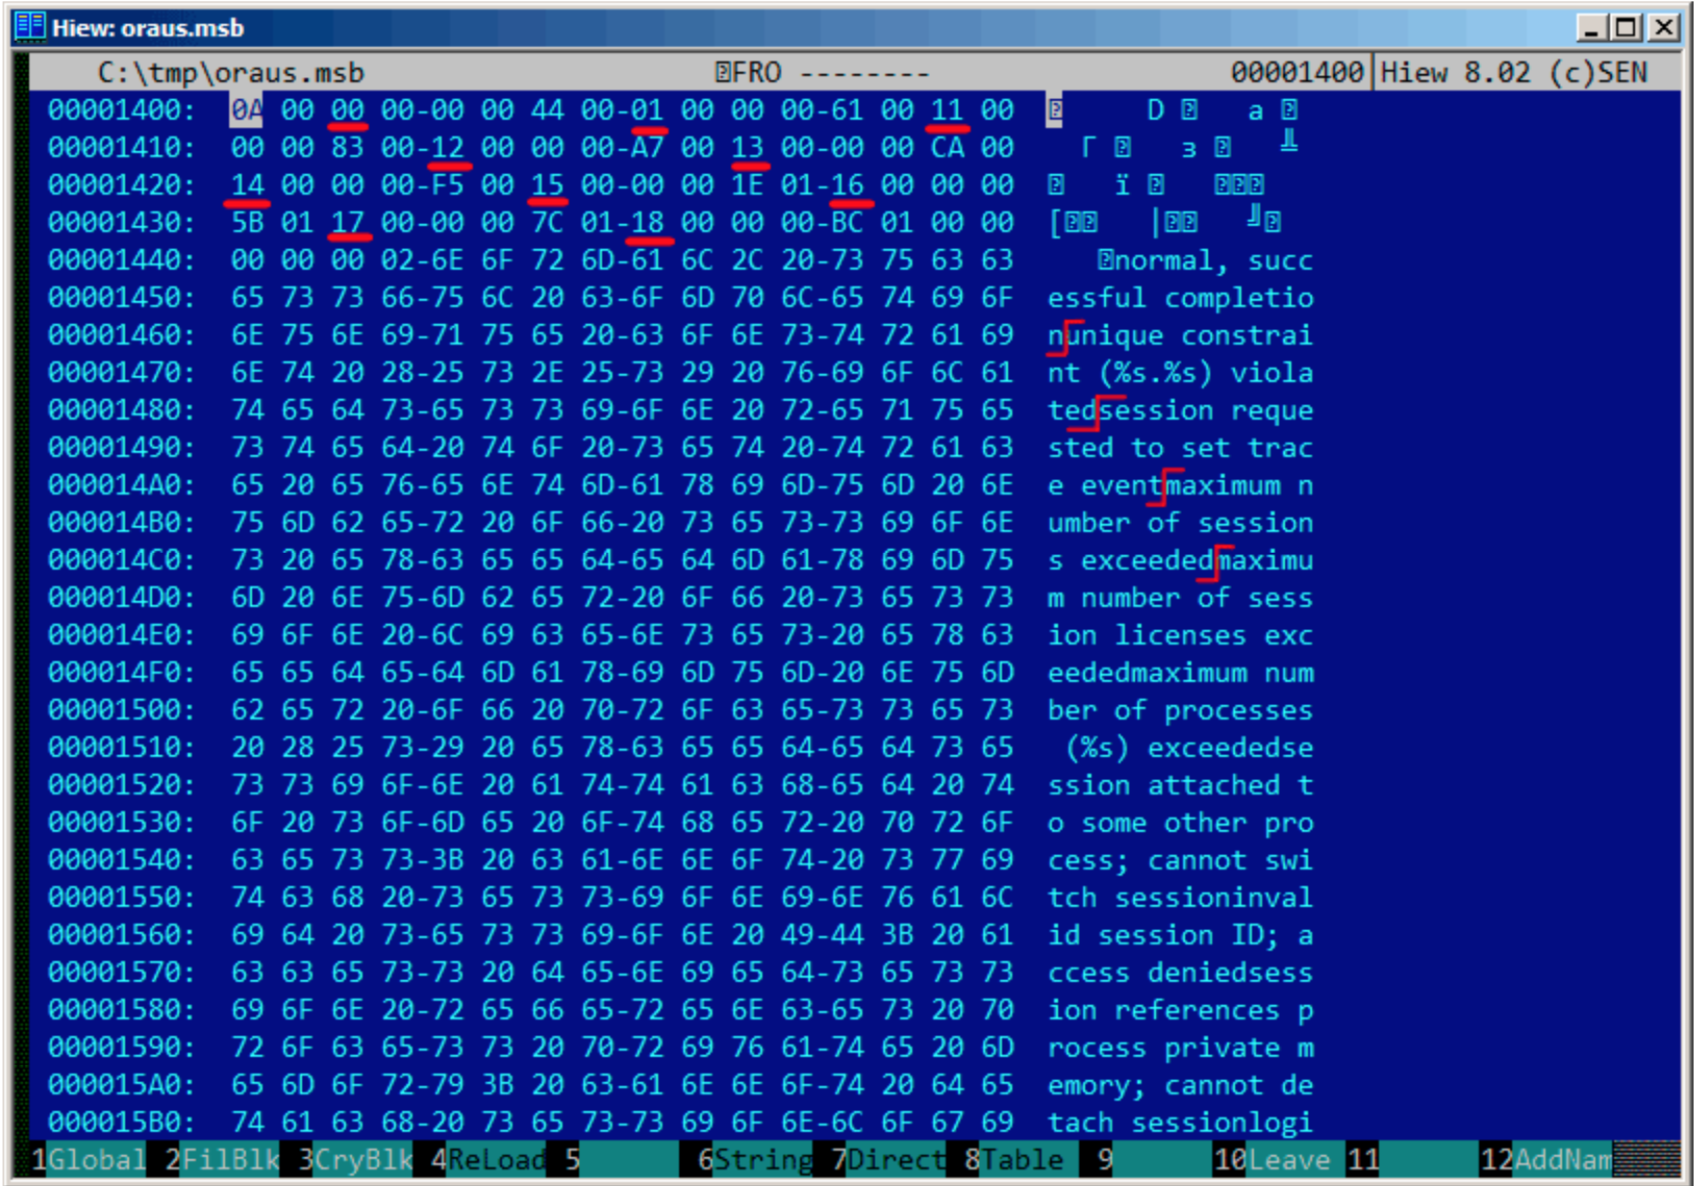 Hiew: oraus.msb
C:\tmp\oraus.msb FRO -------- 00001400 Hiew 8.02 (c)SEN
00001400: 0A 00 00 00-00 00 44 00-01 00 00 00-61 00 11 00 D a
00001410: 00 00 83 00-12 00 00 00-A7 00 13 00-00 00 CA 00 Г з ╨
00001420: 14 00 00 00-F5 00 15 00-00 00 1E 01-16 00 00 00 ï
00001430: 5B 01 17 00-00 00 7C 01-18 00 00 00-BC 01 00 00 [ | ╝
00001440: 00 00 00 02-6E 6F 72 6D-61 6C 2C 20-73 75 63 63 normal, succ
00001450: 65 73 73 66-75 6C 20 63-6F 6D 70 6C-65 74 69 6F essful completio
00001460: 6E 75 6E 69-71 75 65 20-63 6F 6E 73-74 72 61 69 nunique constrai
00001470: 6E 74 20 28-25 73 2E 25-73 29 20 76-69 6F 6C 61 nt (%s.%s) viola
00001480: 74 65 64 73-65 73 73 69-6F 6E 20 72-65 71 75 65 tedsession reque
00001490: 73 74 65 64-20 74 6F 20-73 65 74 20-74 72 61 63 sted to set trac
000014A0: 65 20 65 76-65 6E 74 6D-61 78 69 6D-75 6D 20 6E e eventmaximum n
000014B0: 75 6D 62 65-72 20 6F 66-20 73 65 73-73 69 6F 6E umber of session
000014C0: 73 20 65 78-63 65 65 64-65 64 6D 61-78 69 6D 75 s exceededmaximu
000014D0: 6D 20 6E 75-6D 62 65 72-20 6F 66 20-73 65 73 73 m number of sess
000014E0: 69 6F 6E 20-6C 69 63 65-6E 73 65 73-20 65 78 63 ion licenses exc
000014F0: 65 65 64 65-64 6D 61 78-69 6D 75 6D-20 6E 75 6D eededmaximum num
00001500: 62 65 72 20-6F 66 20 70-72 6F 63 65-73 73 65 73 ber of processes
00001510: 20 28 25 73-29 20 65 78-63 65 65 64-65 64 73 65 (%s) exceededse
00001520: 73 73 69 6F-6E 20 61 74-74 61 63 68-65 64 20 74 ssion attached t
00001530: 6F 20 73 6F-6D 65 20 6F-74 68 65 72-20 70 72 6F o some other pro
00001540: 63 65 73 73-3B 20 63 61-6E 6E 6F 74-20 73 77 69 cess; cannot swi
00001550: 74 63 68 20-73 65 73 73-69 6F 6E 69-6E 76 61 6C tch sessioninval
00001560: 69 64 20 73-65 73 73 69-6F 6E 20 49-44 3B 20 61 id session ID; a
00001570: 63 63 65 73-73 20 64 65-6E 69 65 64-73 65 73 73 ccess deniedsess
00001580: 69 6F 6E 20-72 65 66 65-72 65 6E 63-65 73 20 70 ion references p
00001590: 72 6F 63 65-73 73 20 70-72 69 76 61-74 65 20 6D rocess private m
000015A0: 65 6D 6F 72-79 3B 20 63-61 6E 6E 6F-74 20 64 65 emory; cannot de
000015B0: 74 61 63 68-20 73 65 73-73 69 6F 6E-6C 6F 67 69 tach sessionlogi
1Global 2FilBlk 3CryBlk 4ReLoad 5 6String 7Direct 8Table 9 10Leave 11 12AddNam